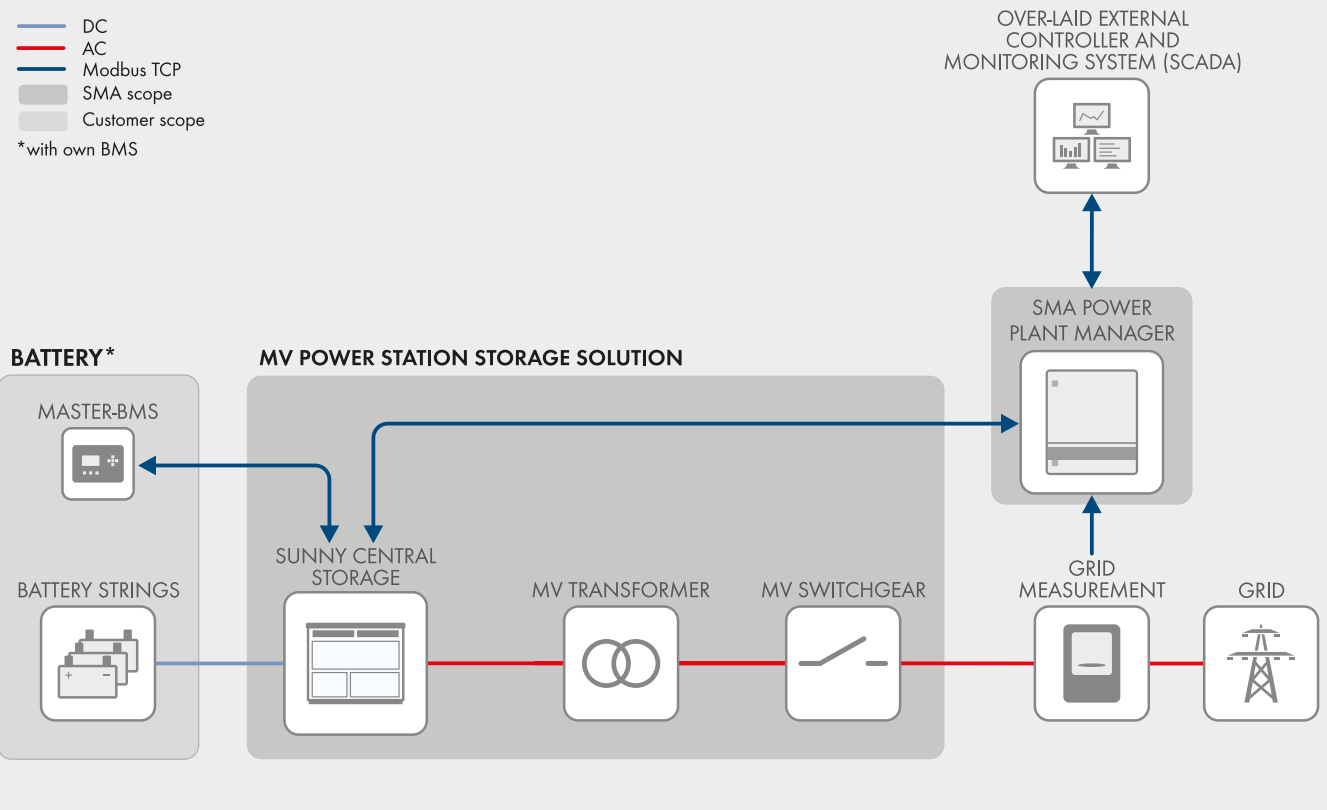 DC
AC
Modbus TCP
SMA scope
Customer scope
*with own BMS
OVER-LAID EXTERNAL
CONTROLLER AND
MONITORING SYSTEM (SCADA)
SMA POWER
PLANT MANAGER
BATTERY*
MV POWER STATION STORAGE SOLUTION
MASTER-BMS
SUNNY CENTRAL
STORAGE
BATTERY STRINGS
MV TRANSFORMER
MV SWITCHGEAR
GRID
MEASUREMENT
GRID